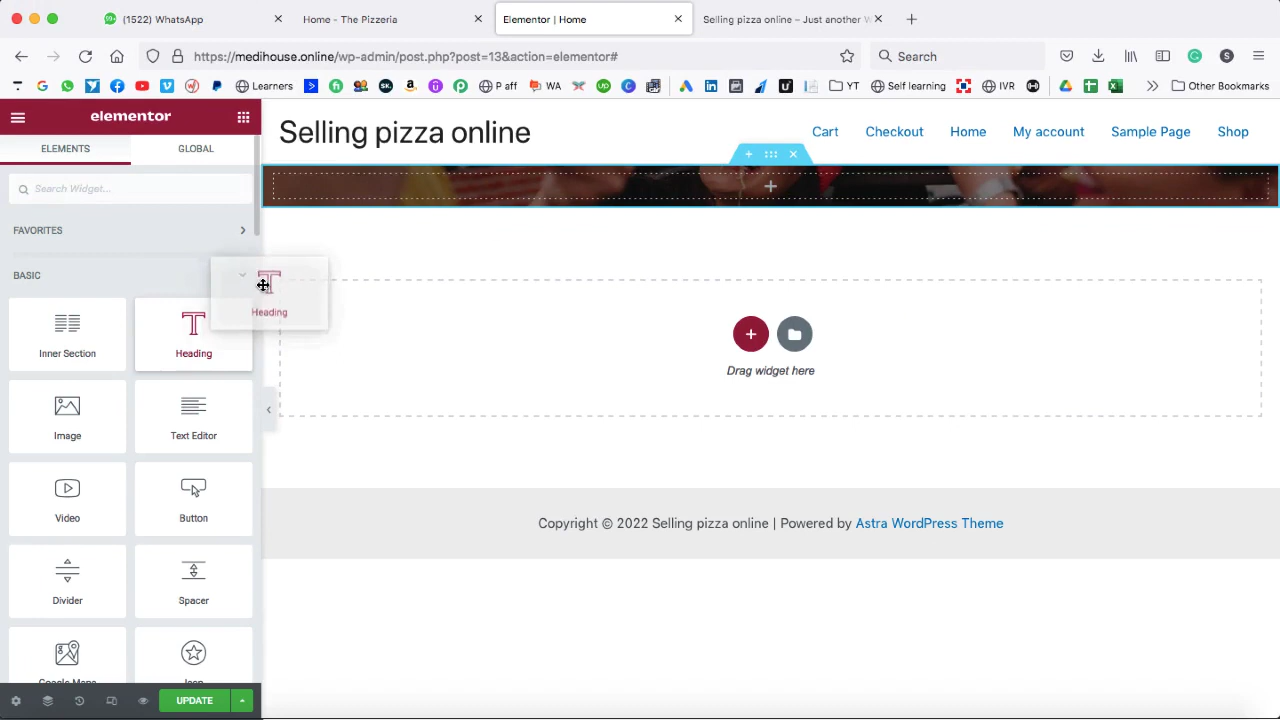 (1522) WhatsApp
Home - The Pizzeria
Elementor | Home
Selling pizza online – Just another W
https://medihouse.online/wp-admin/post.php?post=13&action=elementor#
Search
Learners
P aff
WA
YT
Self learning
IVR
Other Bookmarks
elementor
ELEMENTS
GLOBAL
Search Widget...
FAVORITES
BASIC
Inner Section
Heading
Heading
Image
Text Editor
Video
Button
Divider
Spacer
UPDATE
Selling pizza online
Cart
Checkout
Home
My account
Sample Page
Shop
Drag widget here
Copyright © 2022 Selling pizza online | Powered by Astra WordPress Theme